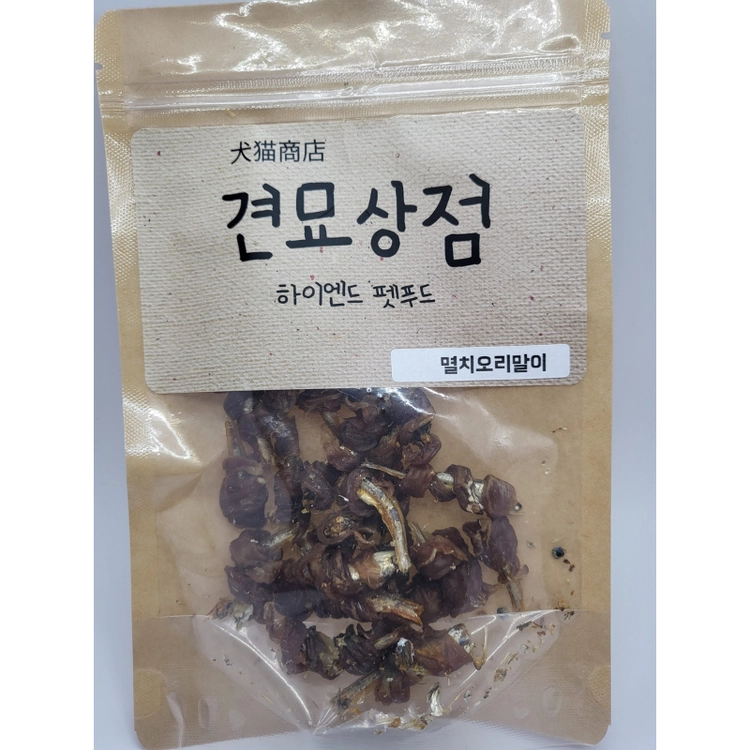 犬猫商店
견묘상점
하이엔드 펫푸드
멸치오리말이